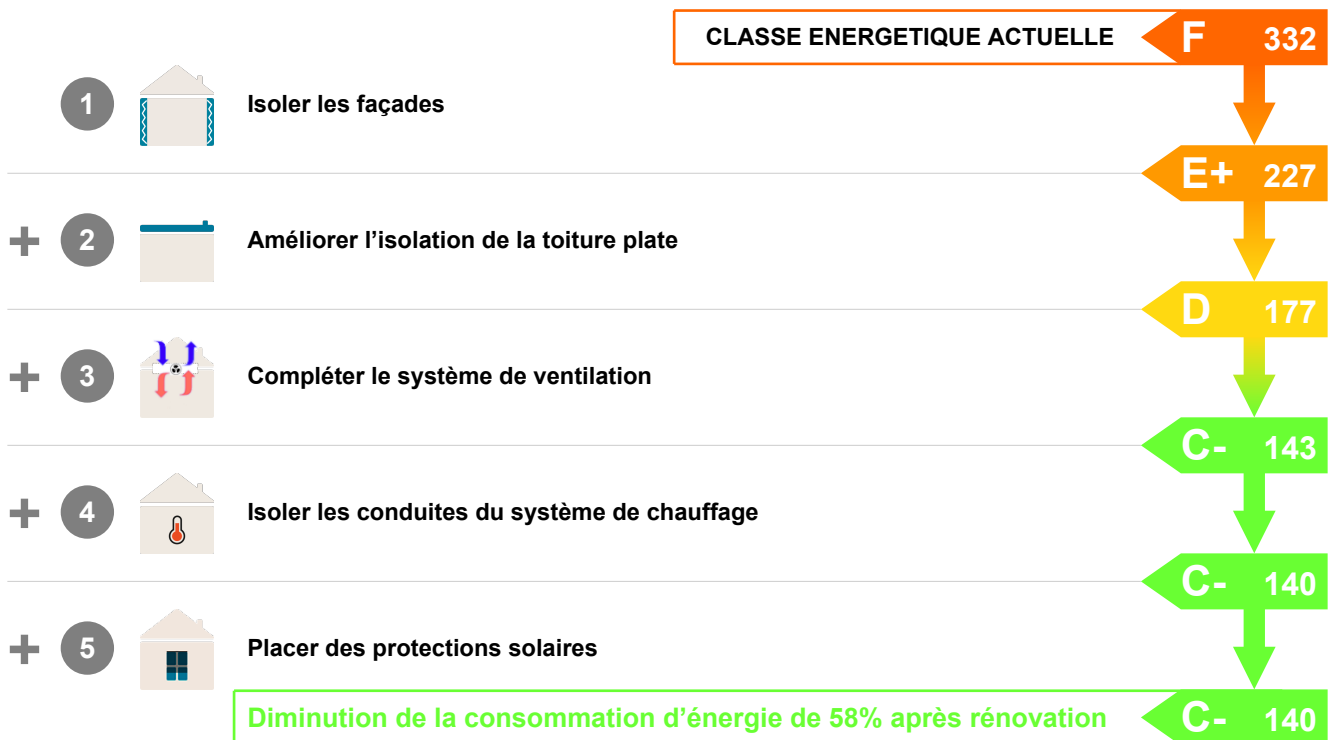 CLASSE ENERGETIQUE ACTUELLE F 332
1 Isoler les façades
E+ 227
+ 2 Améliorer l’isolation de la toiture plate
D 177
+ 3 Compléter le système de ventilation
C- 143
+ 4 Isoler les conduites du système de chauffage
C- 140
+ 5 Placer des protections solaires
Diminution de la consommation d’énergie de 58% après rénovation C- 140